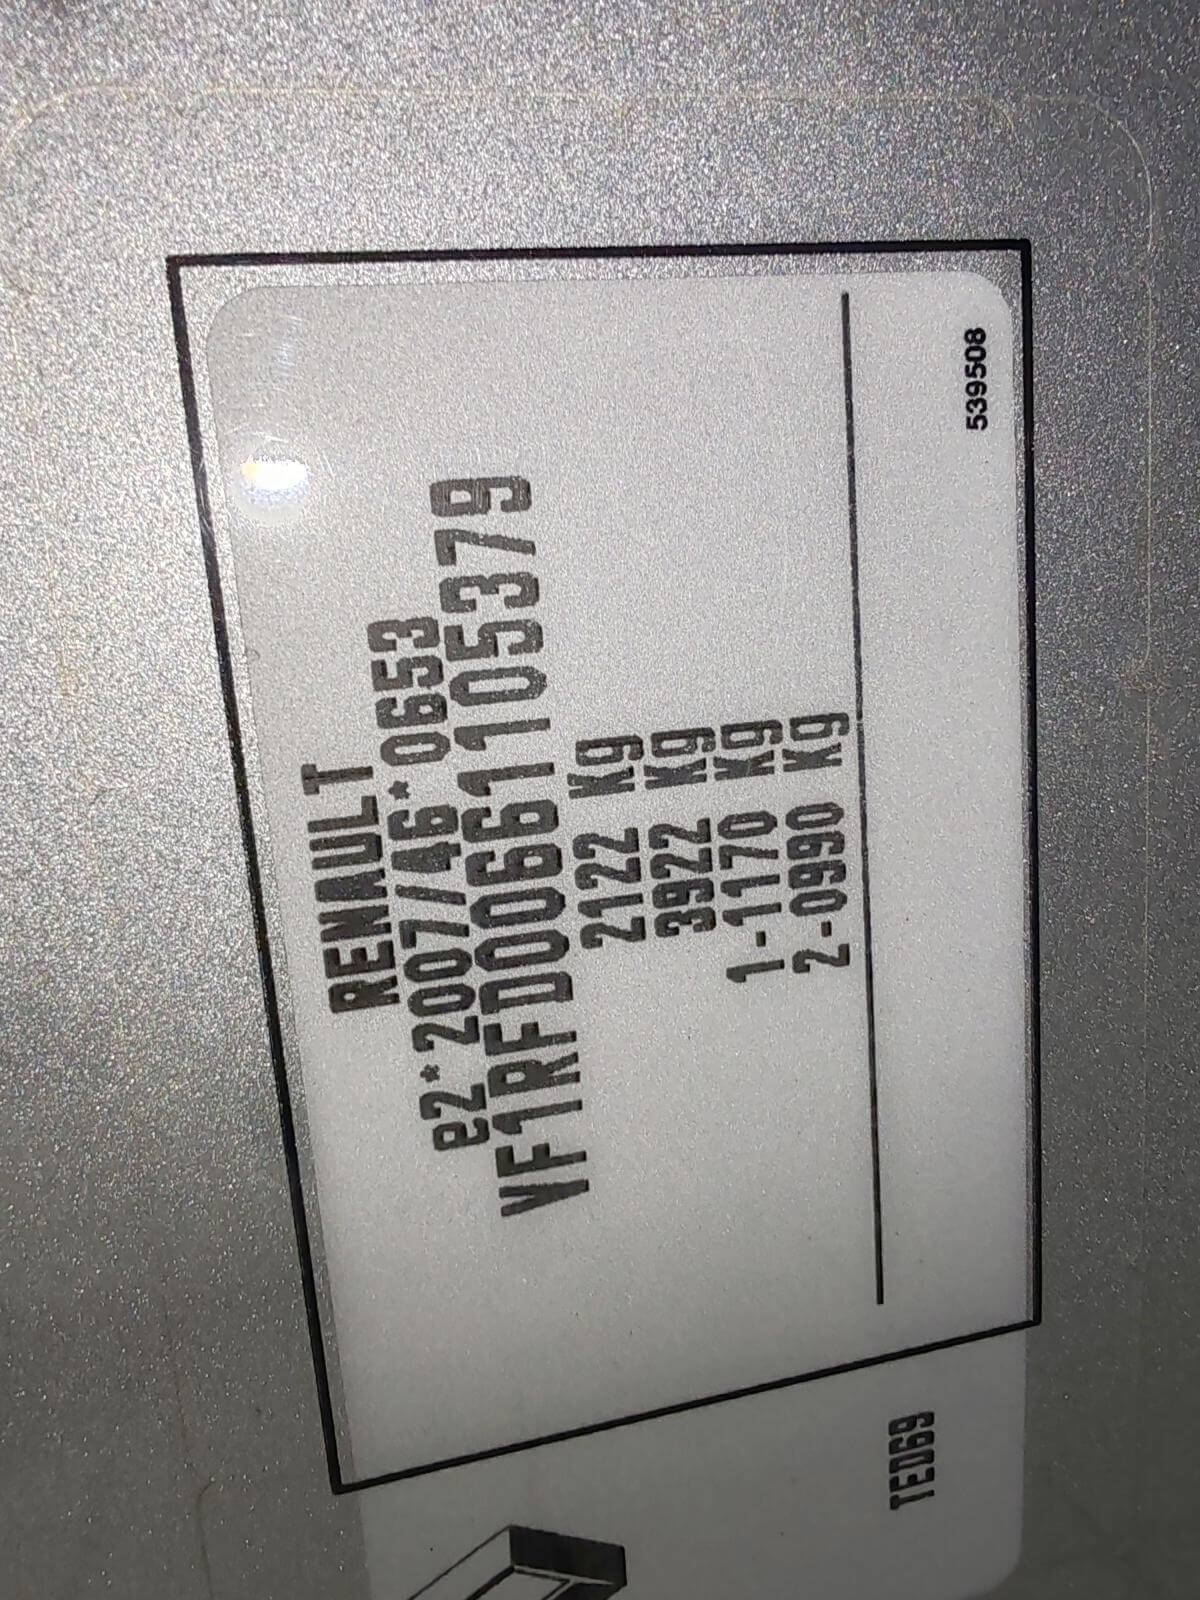 RENAULT
e2*2007/46*0653
VF1RFD00661105379
2122 Kg
3922 Kg
1-1170 Kg
2-0990 Kg
TED69
539508